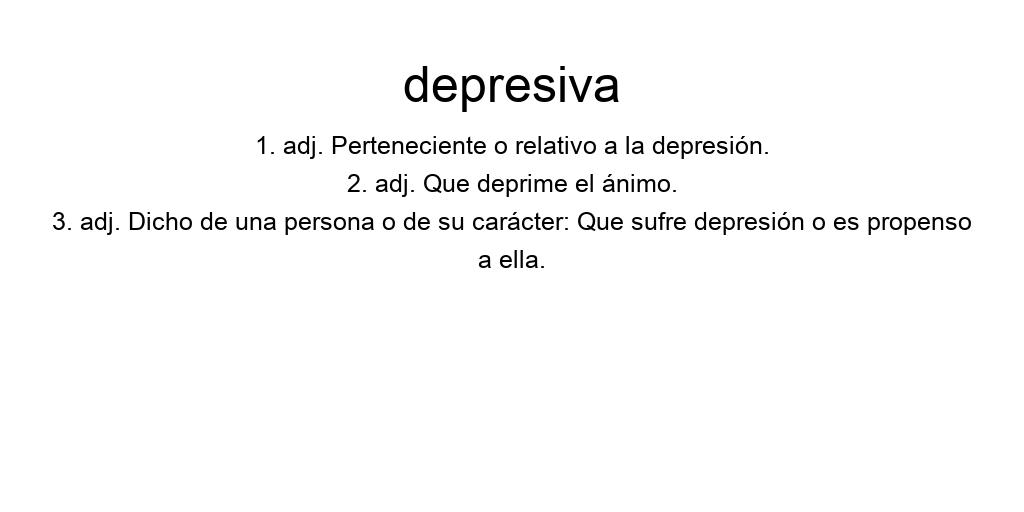 depresiva
1. adj. Perteneciente o relativo a la depresión.
2. adj. Que deprime el ánimo.
3. adj. Dicho de una persona o de su carácter: Que sufre depresión o es propenso
a ella.